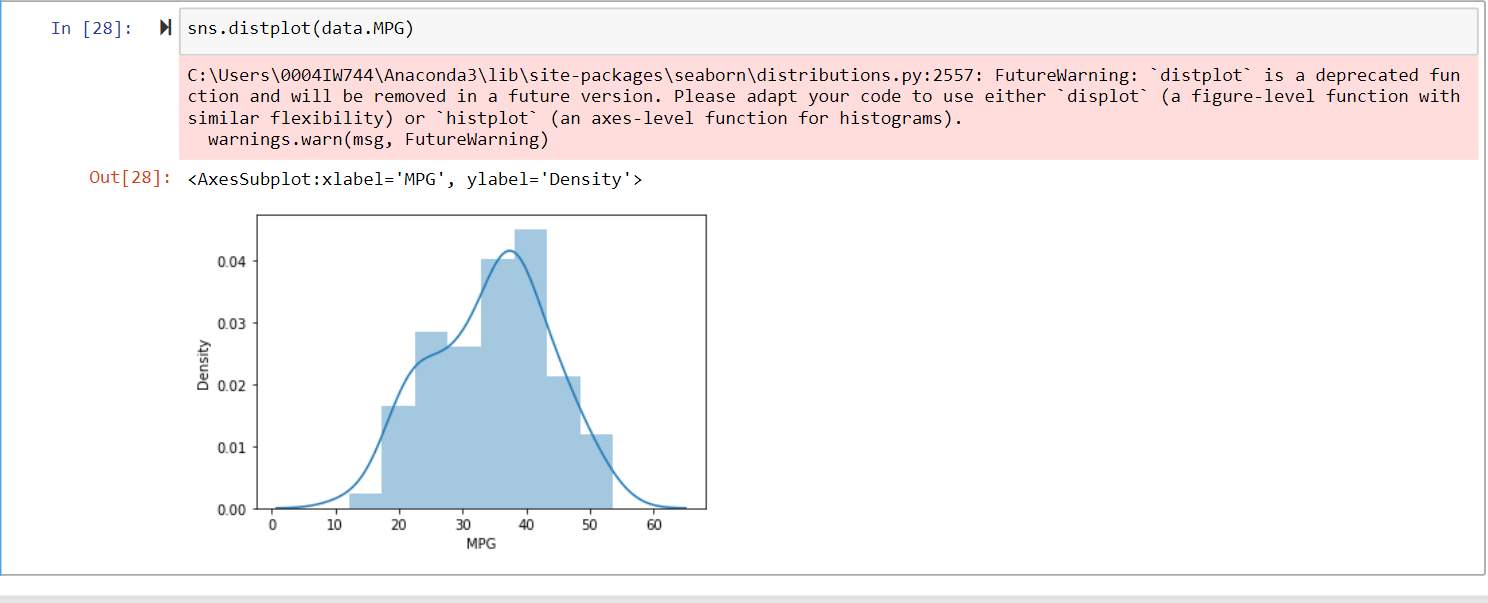 In [28]:
sns.distplot(data.MPG)
C:\Users\0004IW744\Anaconda3\lib\site-packages\seaborn\distributions.py:2557: FutureWarning: `distplot` is a deprecated fun
ction and will be removed in a future version. Please adapt your code to use either `displot` (a figure-level function with
similar flexibility) or `histplot` (an axes-level function for histograms).
  warnings.warn(msg, FutureWarning)
Out[28]:
<AxesSubplot:xlabel='MPG', ylabel='Density'>
Density
0.04
0.03
0.02
0.01
0.00
0 10 20 30 40 50 60
MPG